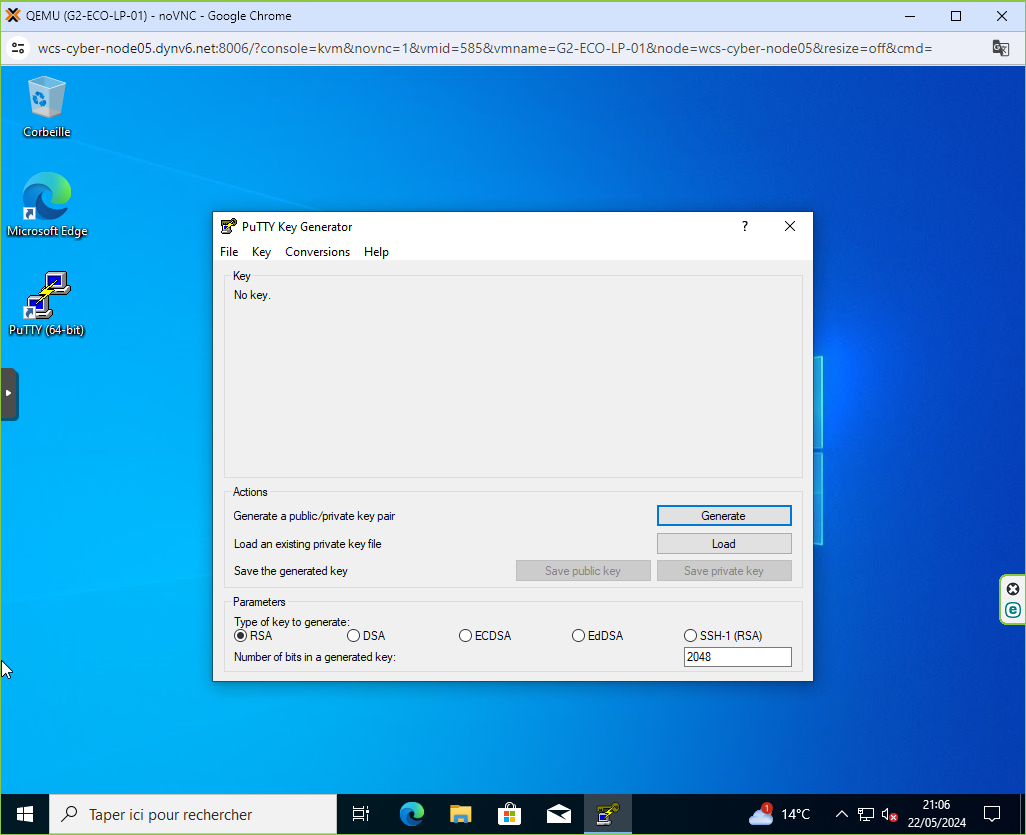 QEMU (G2-ECO-LP-01) - noVNC - Google Chrome
wcs-cyber-node05.dynv6.net:8006/?console=kvm&novnc=1&vmid=585&vmname=G2-ECO-LP-01&node=wcs-cyber-node05&resize=off&cmd=
Corbeille
Microsoft Edge
PuTTY (64-bit)
PuTTY Key Generator
?
File Key Conversions Help
Key
No key.
Actions
Generate a public/private key pair
Generate
Load an existing private key file
Load
Save the generated key
Save public key
Save private key
Parameters
Type of key to generate:
RSA DSA ECDSA EdDSA SSH-1 (RSA)
Number of bits in a generated key:
2048
Taper ici pour rechercher
1
14°C
21:06
22/05/2024